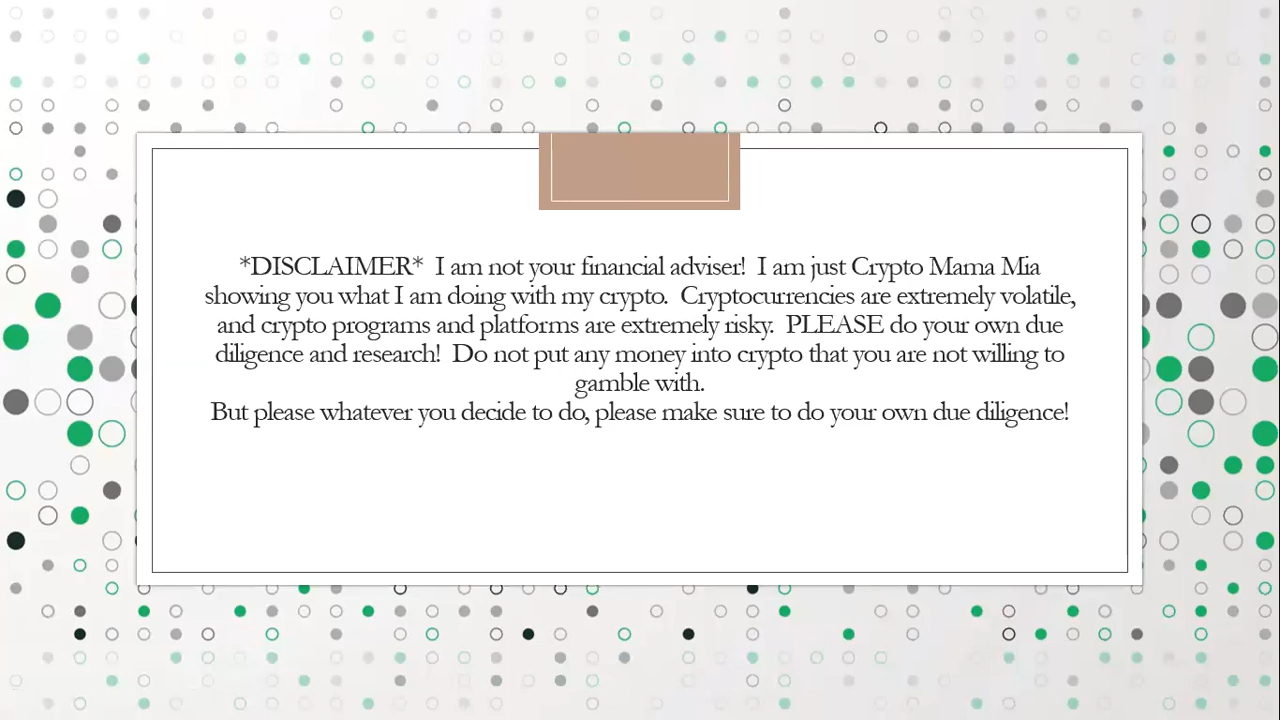 *DISCLAIMER*  I am not your financial adviser!  I am just Crypto Mama Mia
showing you what I am doing with my crypto.  Cryptocurrencies are extremely volatile,
and crypto programs and platforms are extremely risky.  PLEASE do your own due
diligence and research!  Do not put any money into crypto that you are not willing to
gamble with.
But please whatever you decide to do, please make sure to do your own due diligence!